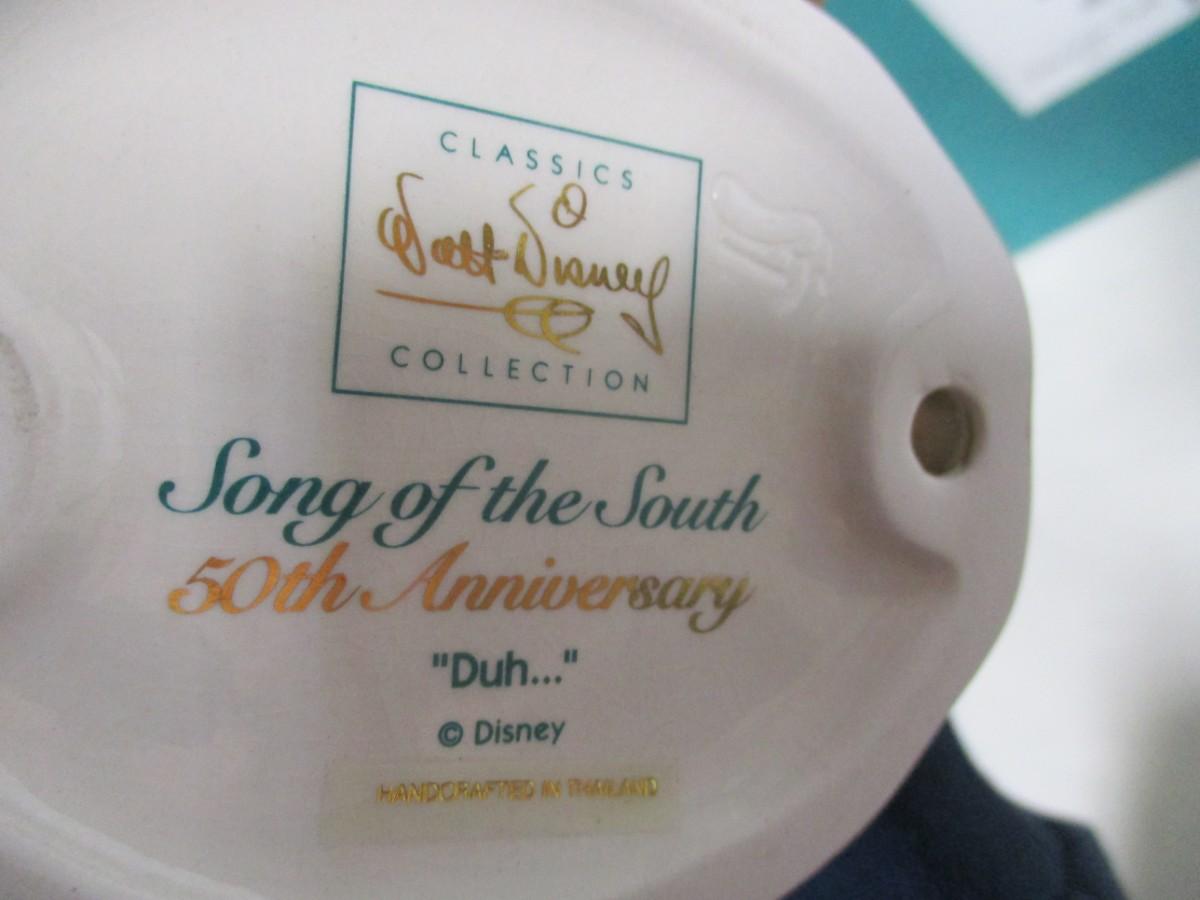 CLASSICS
Walt Disney
COLLECTION
Song of the South
50th Anniversary
"Duh..."
© Disney
HANDCRAFTED IN THAILAND